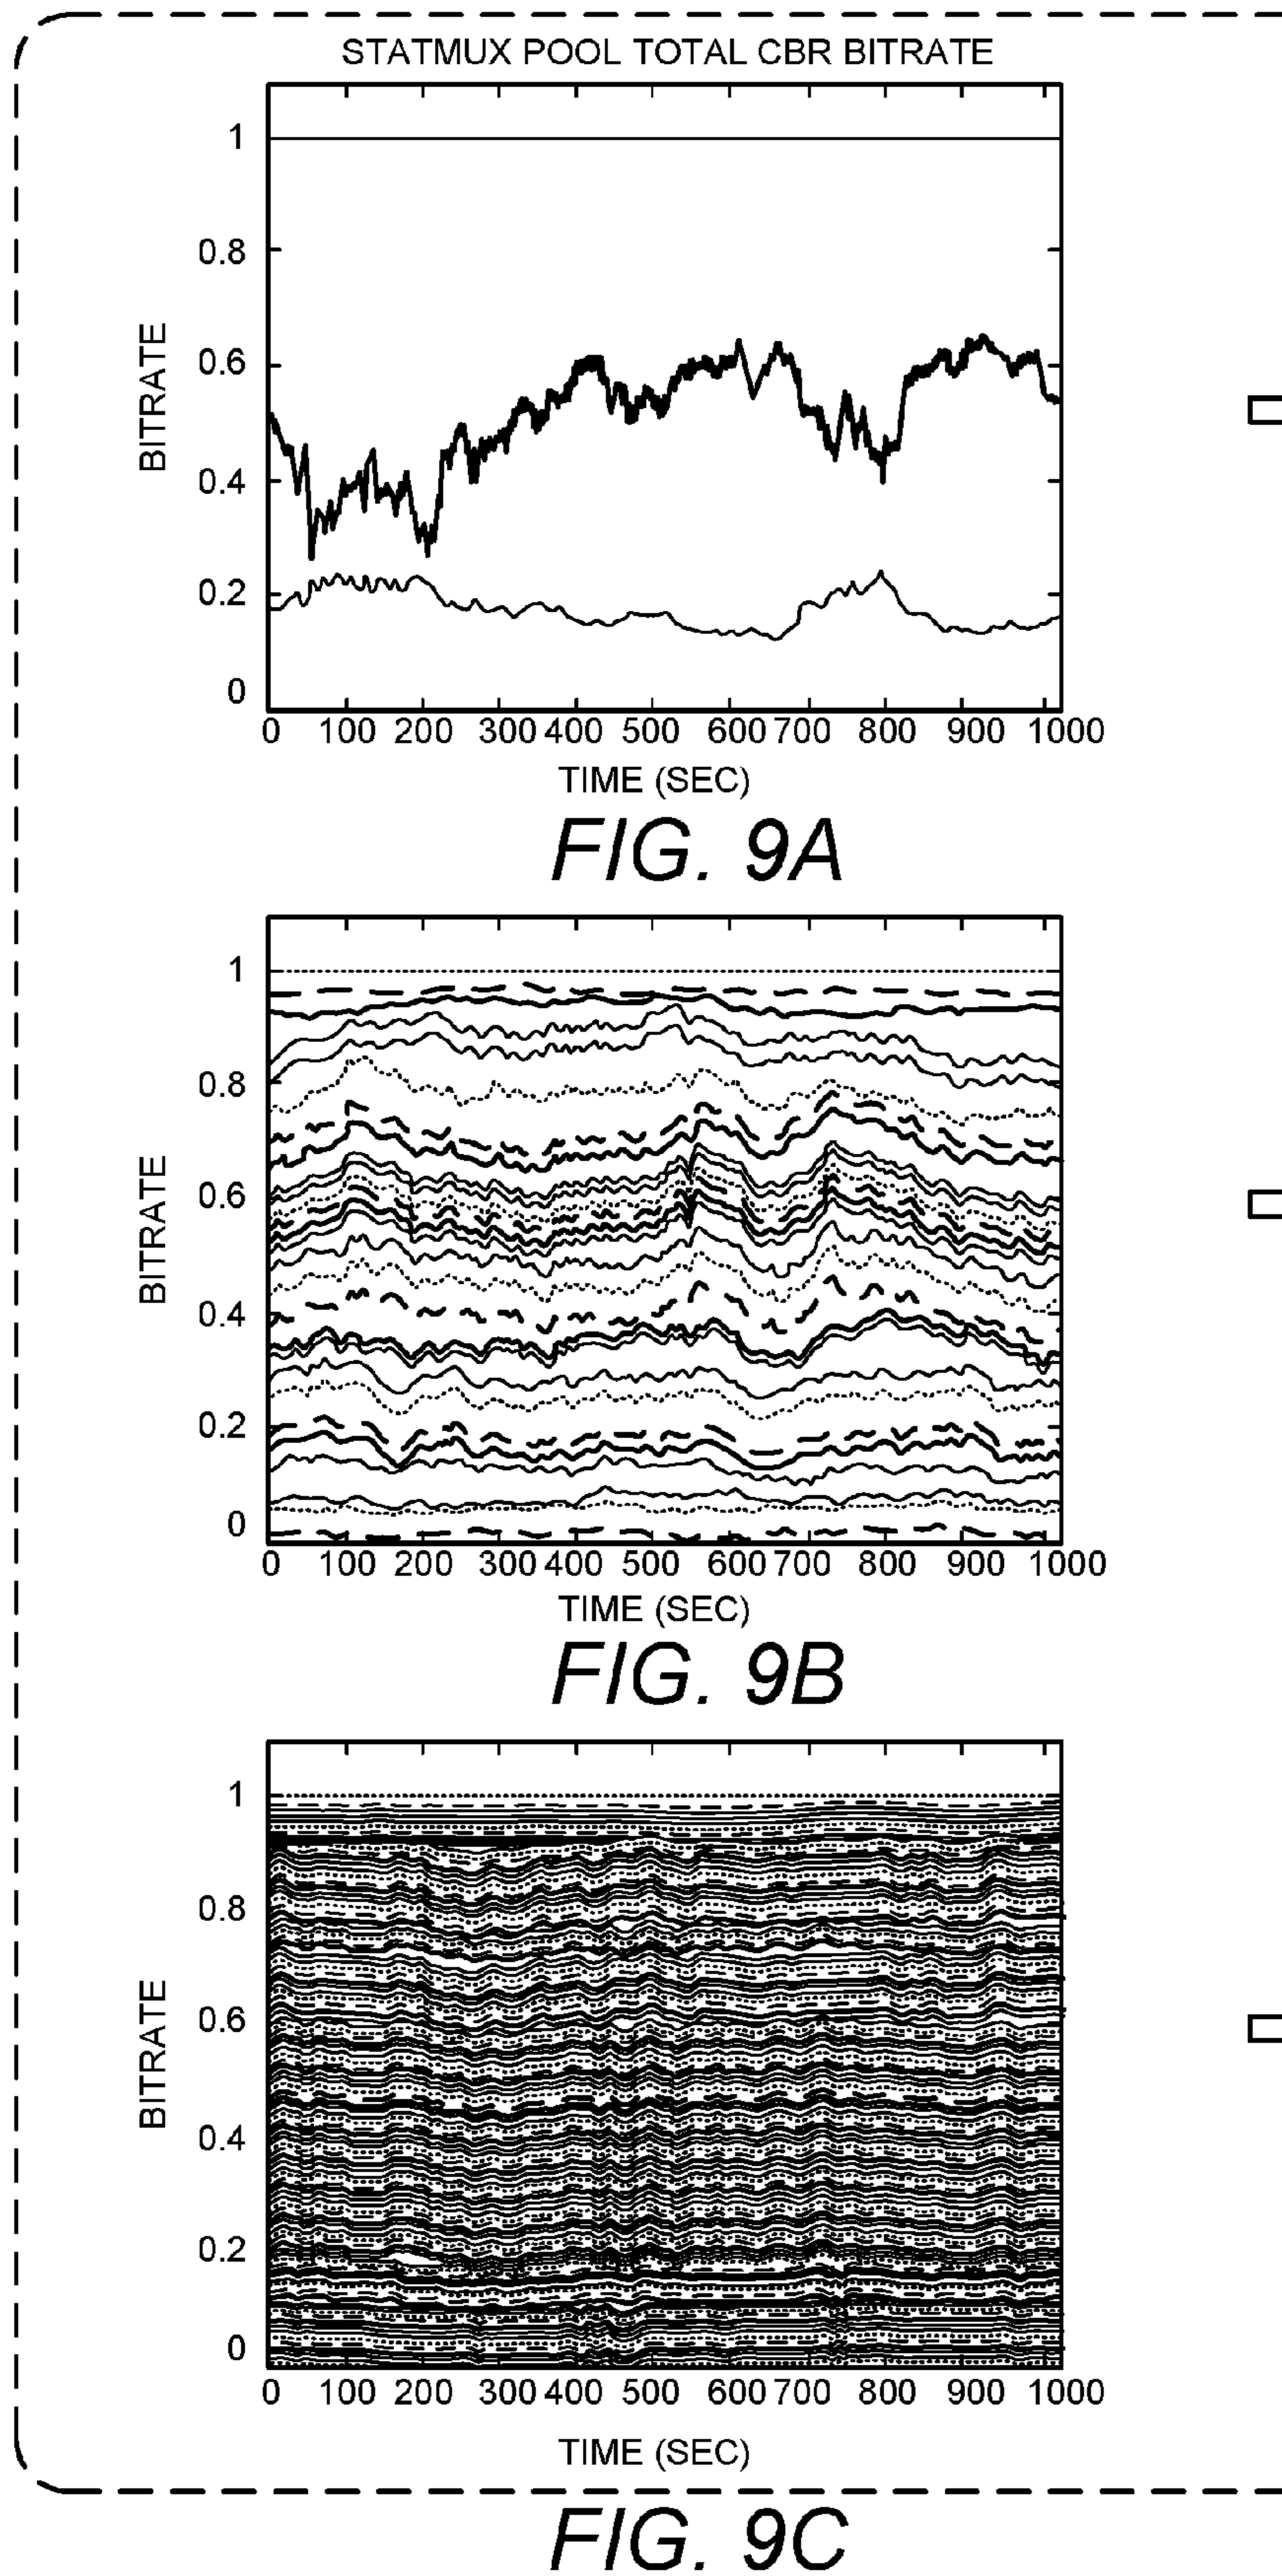 STATMUX POOL TOTAL CBR BITRATE
1
0.8
0.6
0.4
0.2
0
BITRATE
0 100 200 300 400 500 600 700 800 900 1000
TIME (SEC)
FIG. 9A
1
0.8
0.6
0.4
0.2
0
BITRATE
0 100 200 300 400 500 600 700 800 900 1000
TIME (SEC)
FIG. 9B
1
0.8
0.6
0.4
0.2
0
BITRATE
0 100 200 300 400 500 600 700 800 900 1000
TIME (SEC)
FIG. 9C